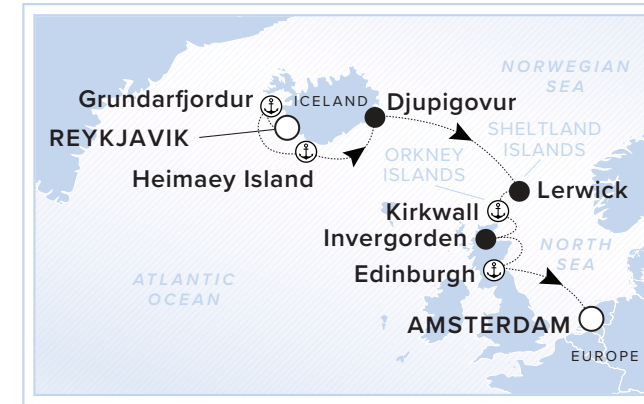 NORWEGIAN
SEA
Grundarfjordur
ICELAND
Djupigovur
REYKJAVIK
SHELTLAND
ISLANDS
ORKNEY
ISLANDS
Heimaey Island
Lerwick
Kirkwall
Invergorden
NORTH
SEA
Edinburgh
ATLANTIC
OCEAN
AMSTERDAM
EUROPE